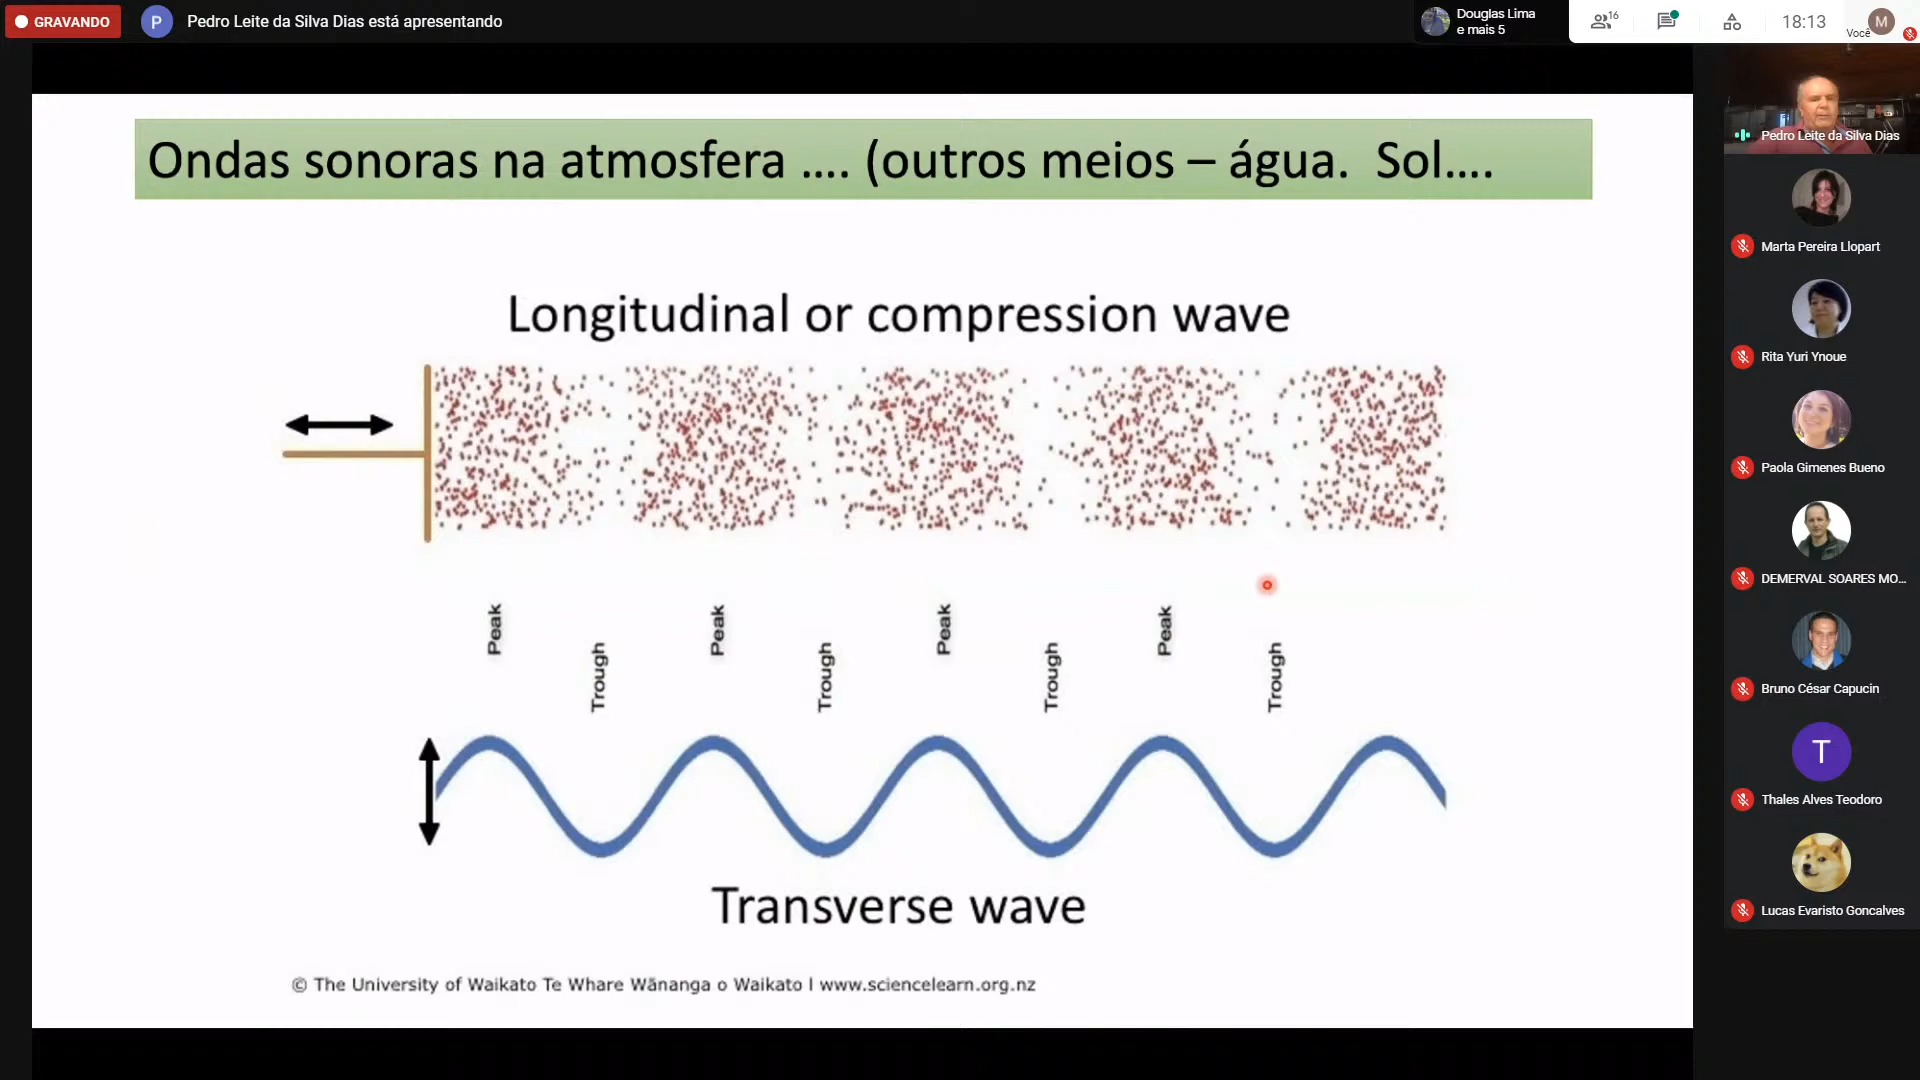 GRAVANDO
P
Pedro Leite da Silva Dias está apresentando
Douglas Lima
e mais 5
16
18:13
Você
M
Ondas sonoras na atmosfera .... (outros meios – água.  Sol....
Longitudinal or compression wave
Peak
Trough
Peak
Trough
Peak
Trough
Peak
Trough
Transverse wave
© The University of Waikato Te Whare Wānanga o Waikato | www.sciencelearn.org.nz
Pedro Leite da Silva Dias
Marta Pereira Llopart
Rita Yuri Ynoue
Paola Gimenes Bueno
DEMERVAL SOARES MO...
Bruno César Capucin
T
Thales Alves Teodoro
Lucas Evaristo Goncalves